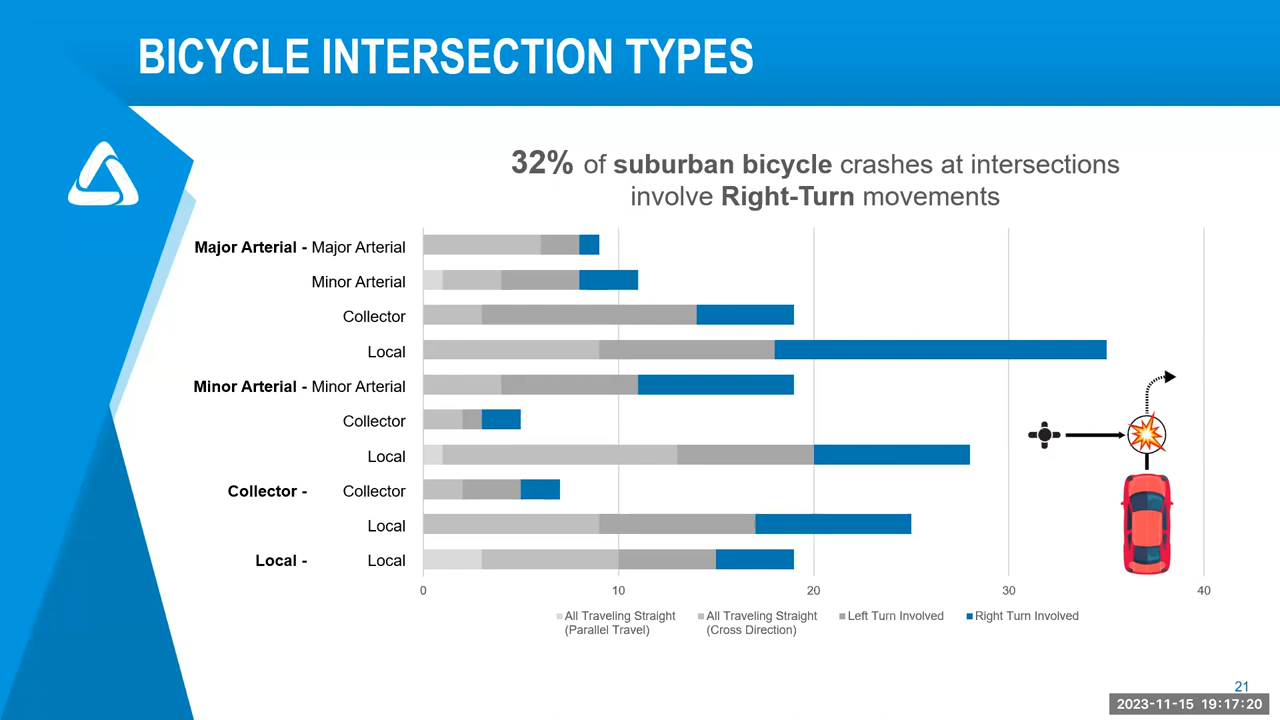 BICYCLE INTERSECTION TYPES
32% of suburban bicycle crashes at intersections
involve Right-Turn movements
Major Arterial - Major Arterial
Minor Arterial
Collector
Local
Minor Arterial - Minor Arterial
Collector
Local
Collector - Collector
Local
Local - Local
0 10 20 30 40
All Traveling Straight (Parallel Travel)
All Traveling Straight (Cross Direction)
Left Turn Involved
Right Turn Involved
21
2023-11-15 19:17:20